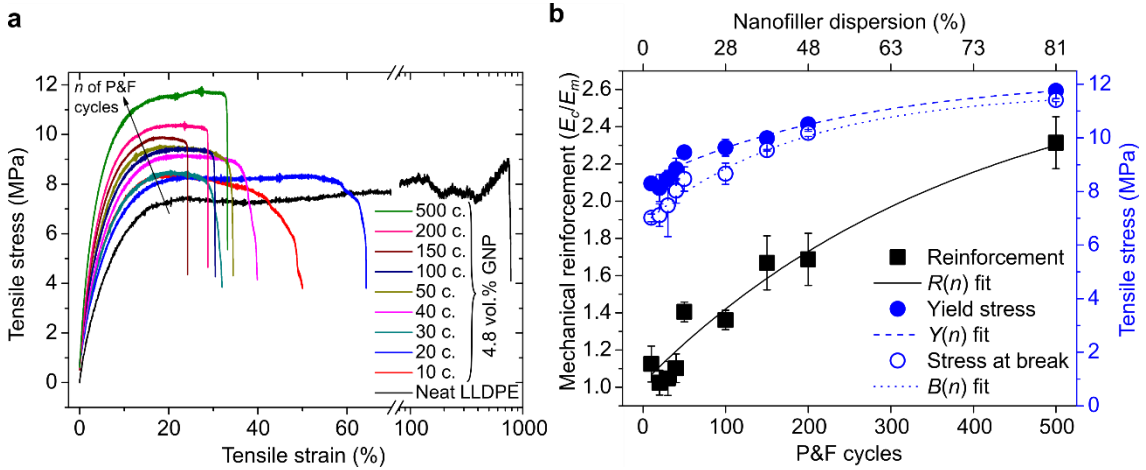 a
12
10
8
6
4
2
0
Tensile stress (MPa)
n of P&F
cycles
500 c.
200 c.
150 c.
100 c.
50 c.
40 c.
30 c.
20 c.
10 c.
Neat LLDPE
4.8 vol.% GNP
0 20 40 60 100 1000
Tensile strain (%)
b
Nanofiller dispersion (%)
0 28 48 63 73 81
2.6
2.4
2.2
2.0
1.8
1.6
1.4
1.2
1.0
Mechanical reinforcement (Ec/Em)
Reinforcement
R(n) fit
Yield stress
Y(n) fit
Stress at break
B(n) fit
12
10
8
6
4
2
0
Tensile stress (MPa)
0 100 200 300 400 500
P&F cycles